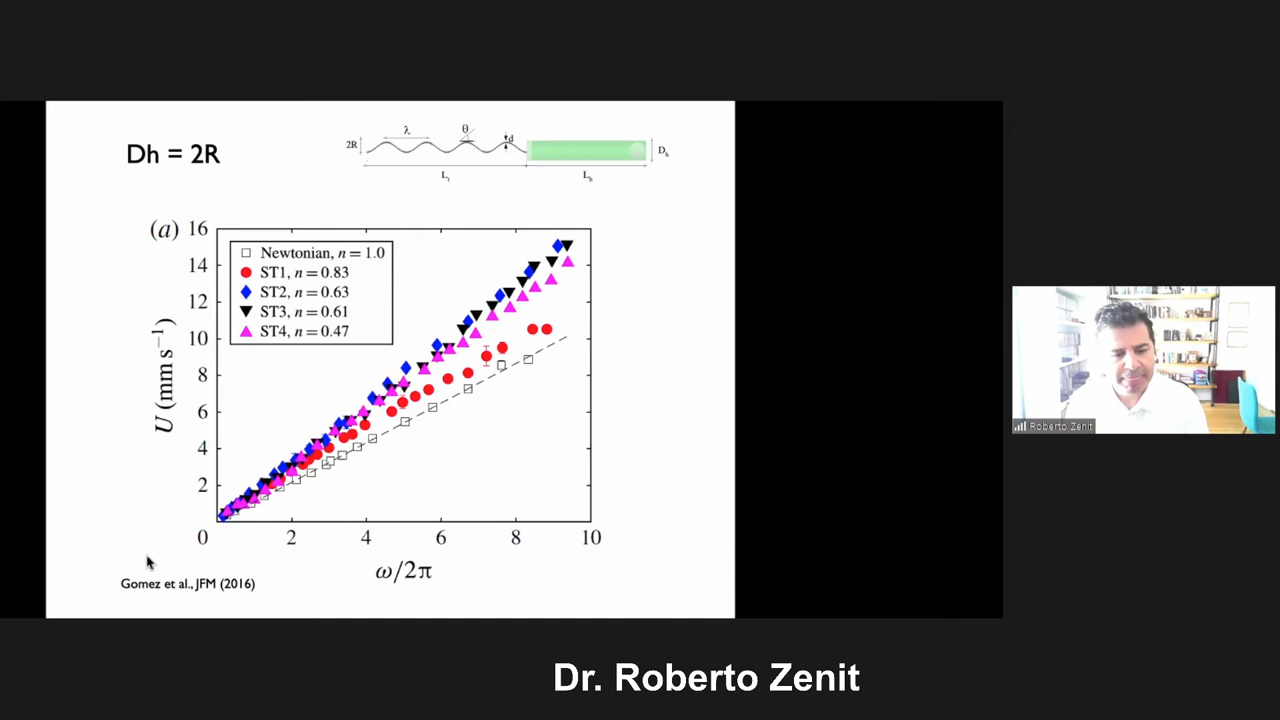 Dh = 2R
2R
λ
θ
d
D_h
L_t
L_h
(a)
16
14
12
10
8
6
4
2
0
2
4
6
8
10
Newtonian, n = 1.0
ST1, n = 0.83
ST2, n = 0.63
ST3, n = 0.61
ST4, n = 0.47
U (mm s⁻¹)
ω/2π
Gomez et al., JFM (2016)
Roberto Zenit
Dr. Roberto Zenit